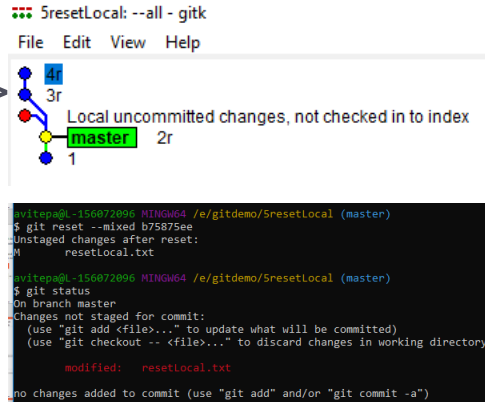 5resetLocal: --all - gitk
File Edit View Help
4r
3r
Local uncommitted changes, not checked in to index
master 2r
1
avitepa@L-156072096 MINGW64 /e/gitdemo/5resetLocal (master)
$ git reset --mixed b75875ee
Unstaged changes after reset:
M resetLocal.txt
avitepa@L-156072096 MINGW64 /e/gitdemo/5resetLocal (master)
$ git status
On branch master
Changes not staged for commit:
(use "git add <file>..." to update what will be committed)
(use "git checkout -- <file>..." to discard changes in working directory
modified: resetLocal.txt
no changes added to commit (use "git add" and/or "git commit -a")